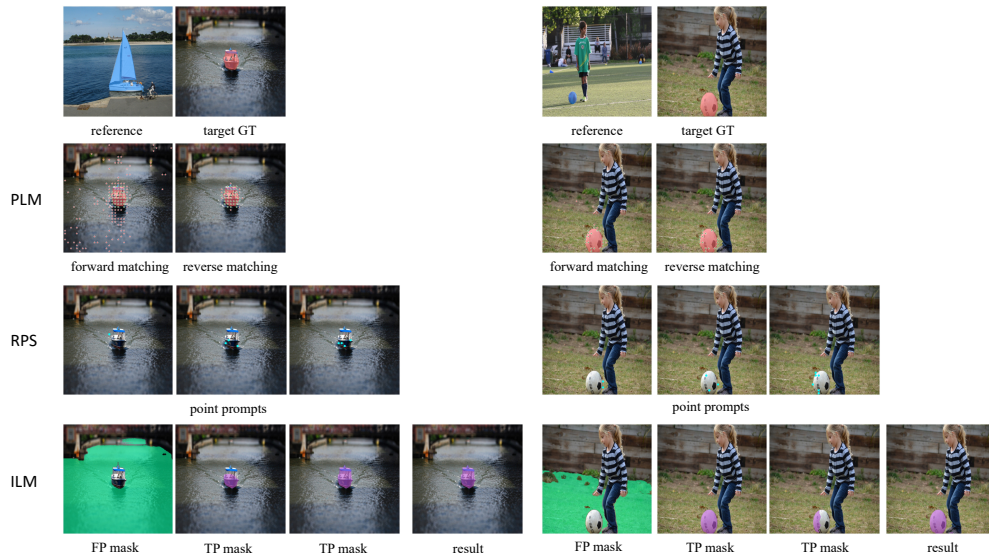 reference target GT reference target GT
PLM
forward matching reverse matching forward matching reverse matching
RPS
point prompts point prompts
ILM
FP mask TP mask TP mask result FP mask TP mask TP mask result